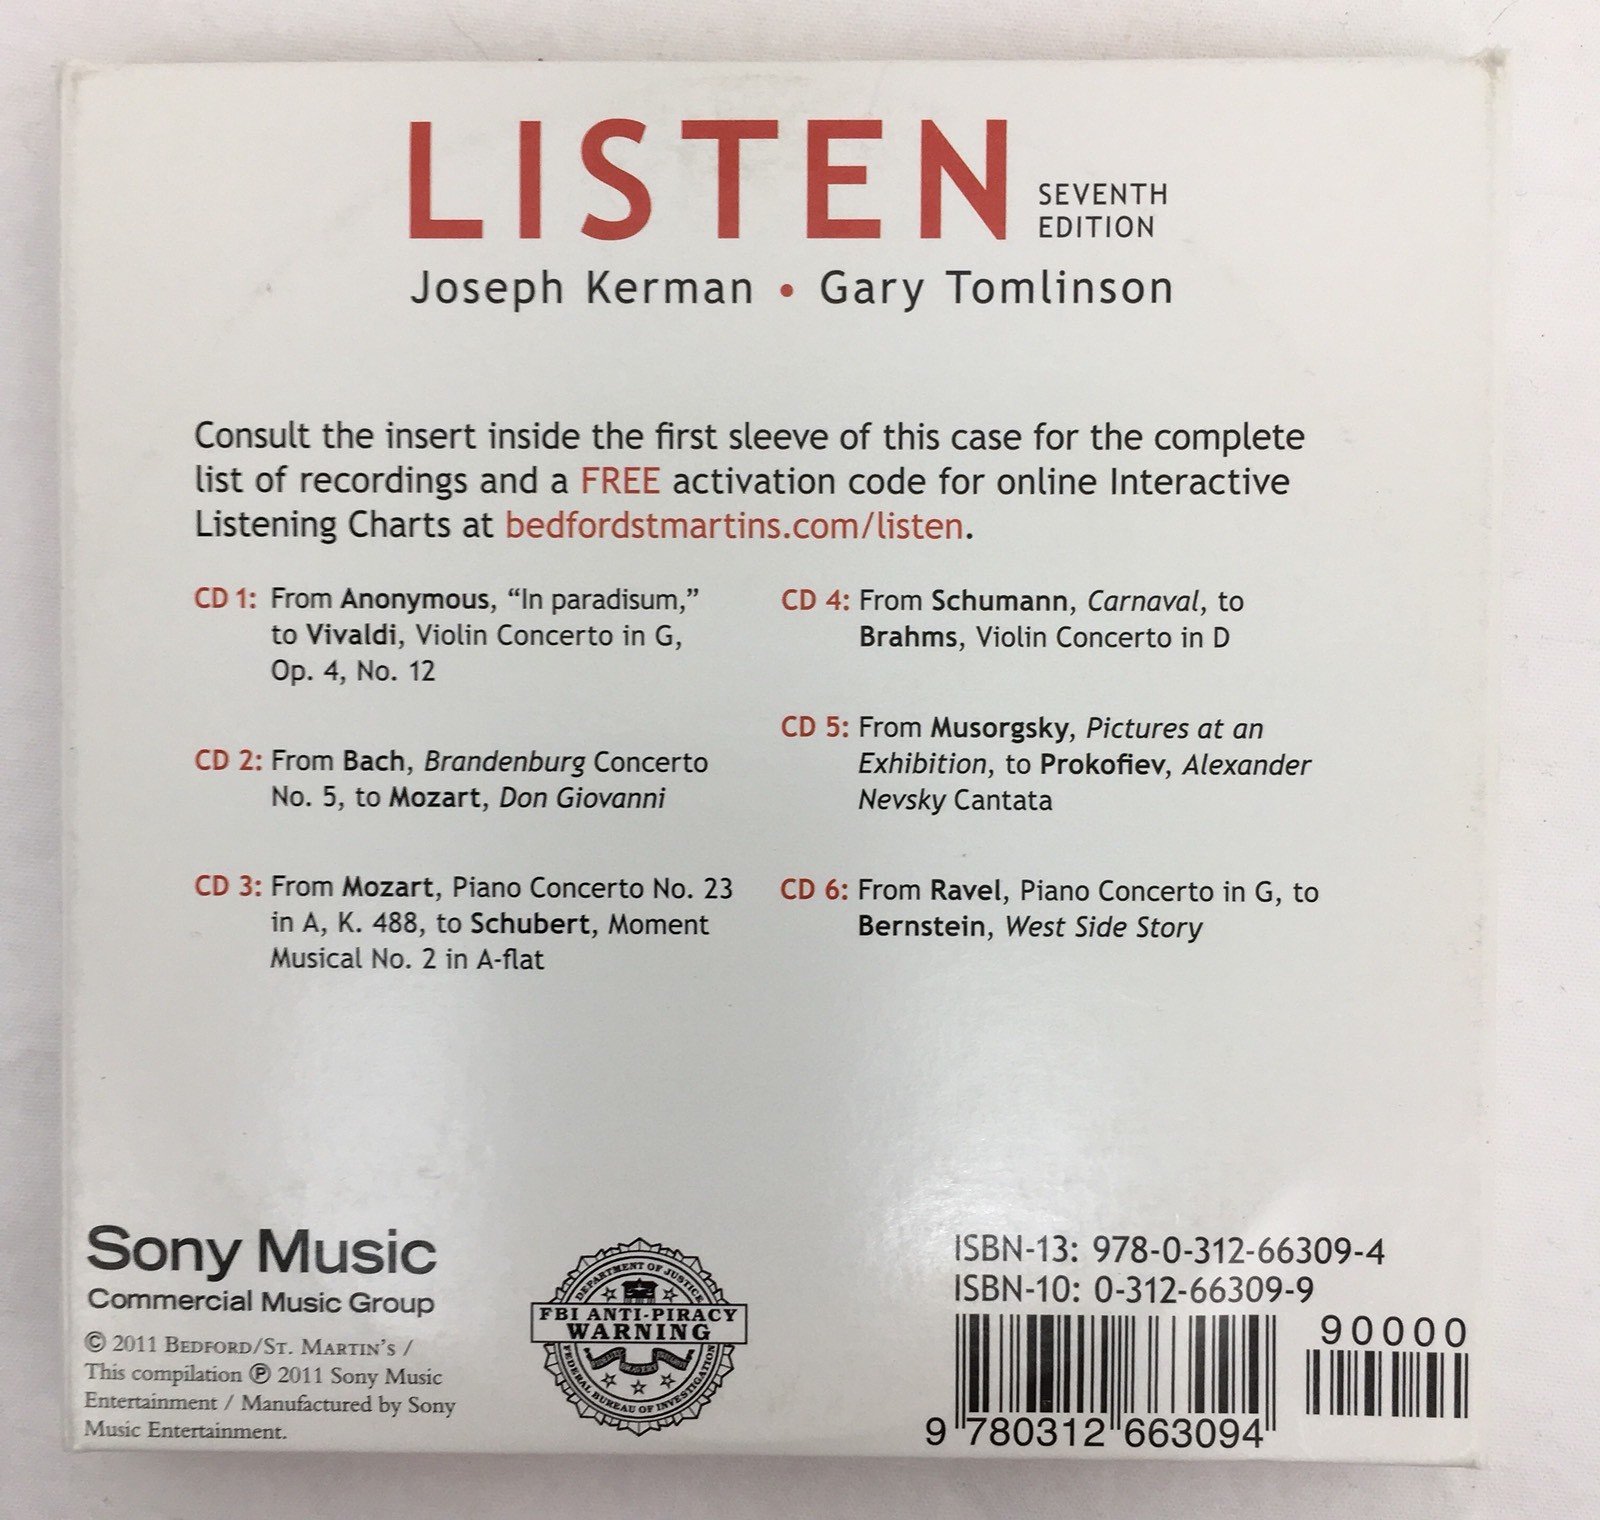 LISTEN SEVENTH
EDITION
Joseph Kerman • Gary Tomlinson
Consult the insert inside the first sleeve of this case for the complete
list of recordings and a FREE activation code for online Interactive
Listening Charts at bedfordstmartins.com/listen.
CD 1: From Anonymous, “In paradisum,”
to Vivaldi, Violin Concerto in G,
Op. 4, No. 12
CD 2: From Bach, Brandenburg Concerto
No. 5, to Mozart, Don Giovanni
CD 3: From Mozart, Piano Concerto No. 23
in A, K. 488, to Schubert, Moment
Musical No. 2 in A-flat
CD 4: From Schumann, Carnaval, to
Brahms, Violin Concerto in D
CD 5: From Musorgsky, Pictures at an
Exhibition, to Prokofiev, Alexander
Nevsky Cantata
CD 6: From Ravel, Piano Concerto in G, to
Bernstein, West Side Story
Sony Music
Commercial Music Group
© 2011 BEDFORD/ST. MARTIN’S /
This compilation ℗ 2011 Sony Music
Entertainment / Manufactured by Sony
Music Entertainment.
DEPARTMENT OF JUSTICE
FBI ANTI-PIRACY
WARNING
FEDERAL BUREAU OF INVESTIGATION
ISBN-13: 978-0-312-66309-4
ISBN-10: 0-312-66309-9
90000
9 780312 663094